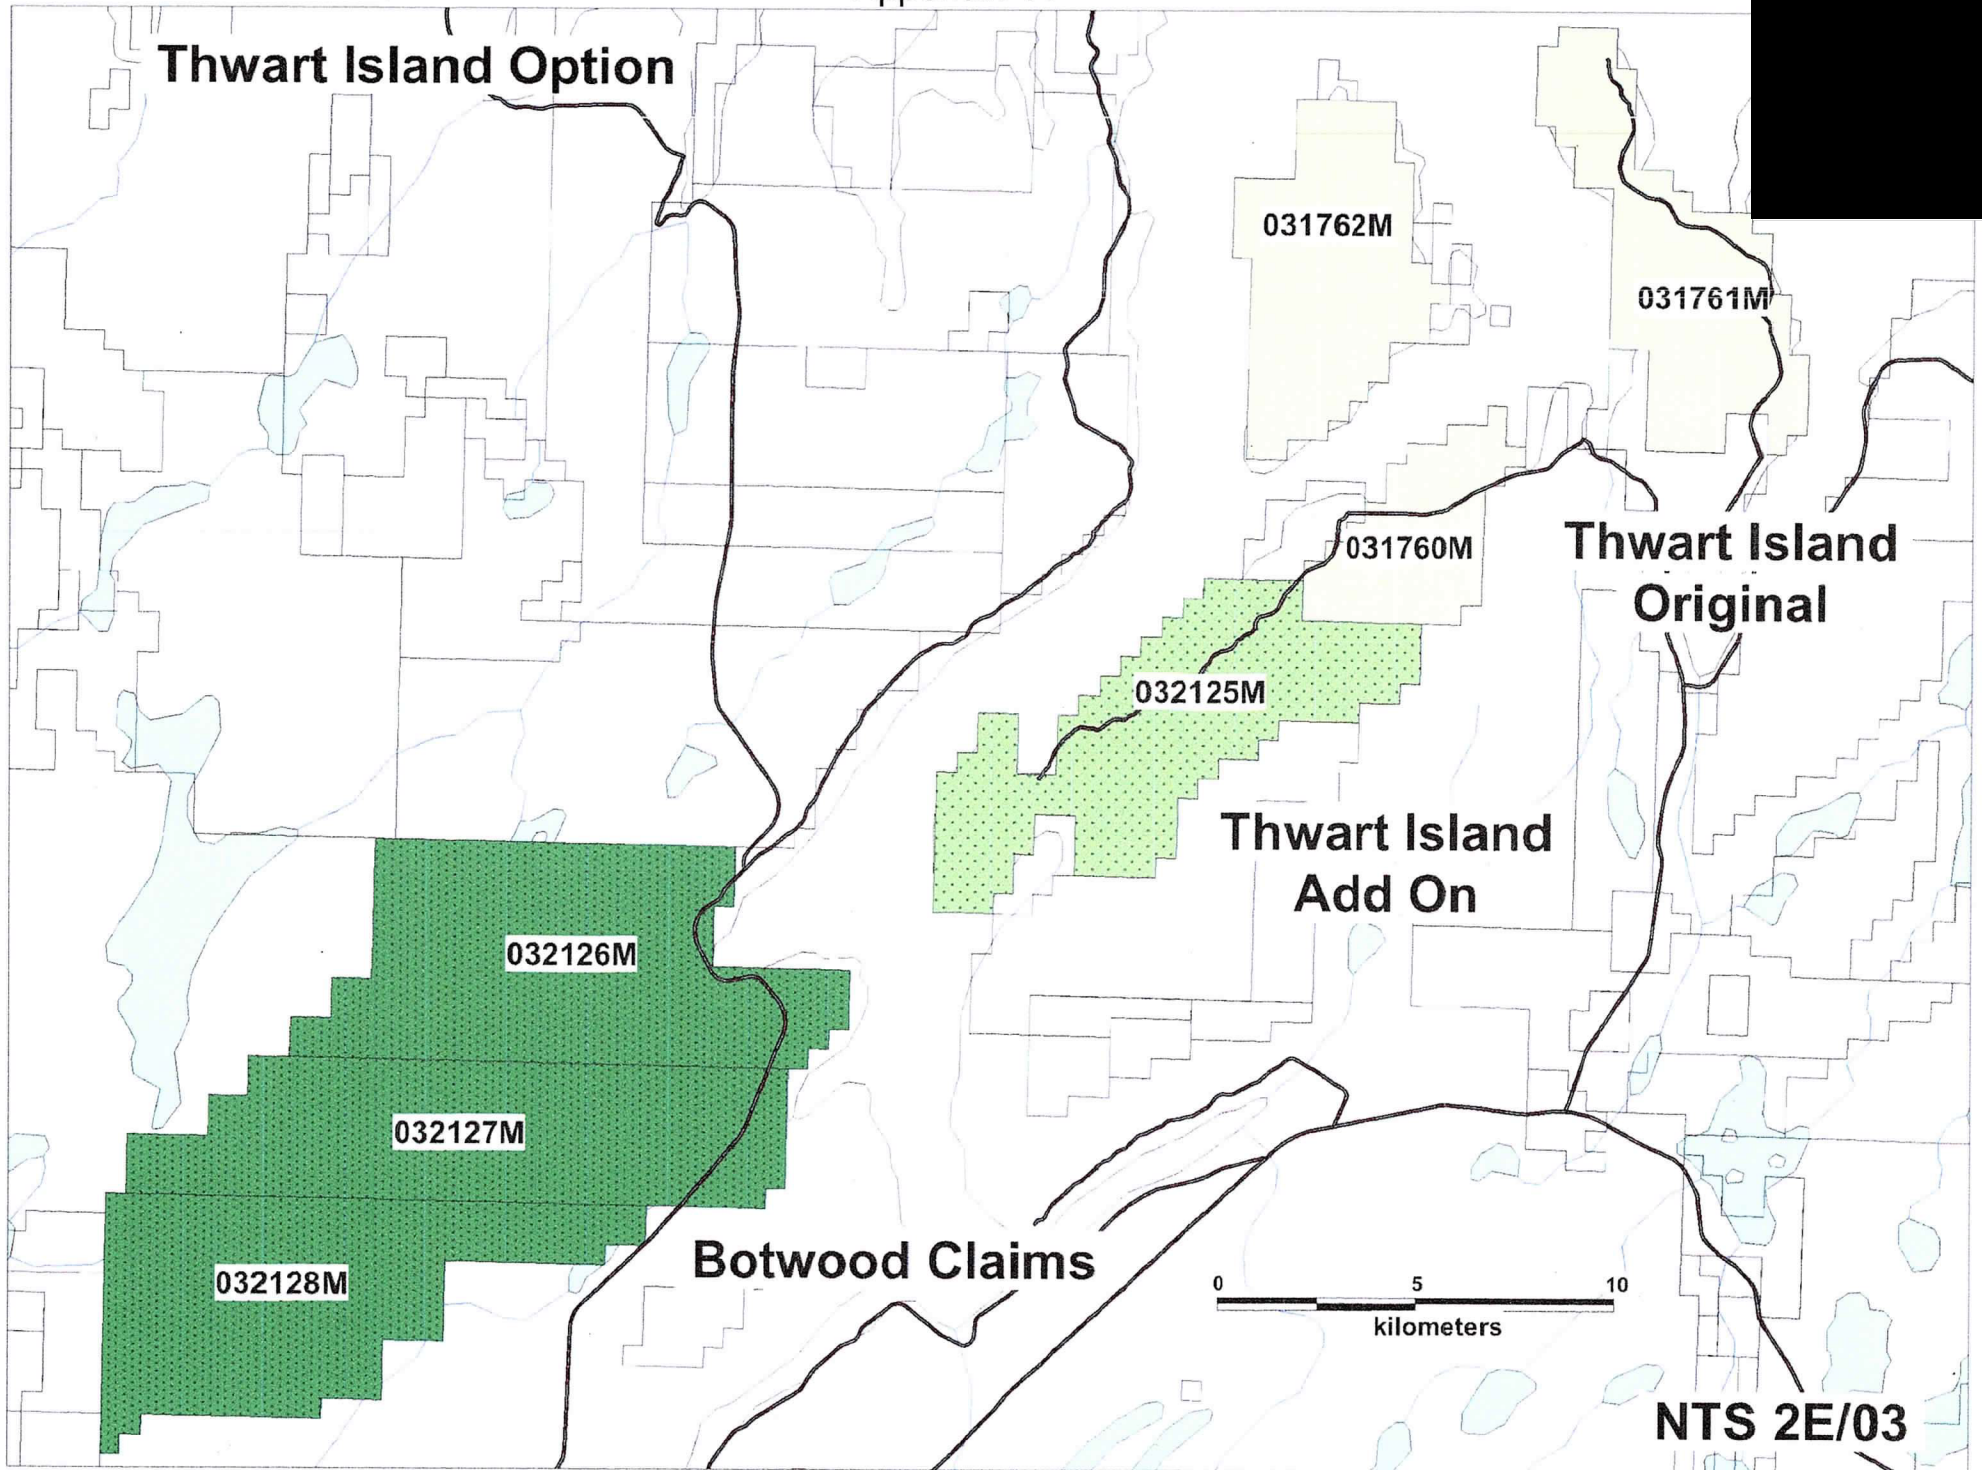 Thwart Island Option
031762M
031761M
031760M
Thwart Island
Original
032125M
Thwart Island
Add On
032126M
032127M
Botwood Claims
032128M
0 5 10
kilometers
NTS 2E/03